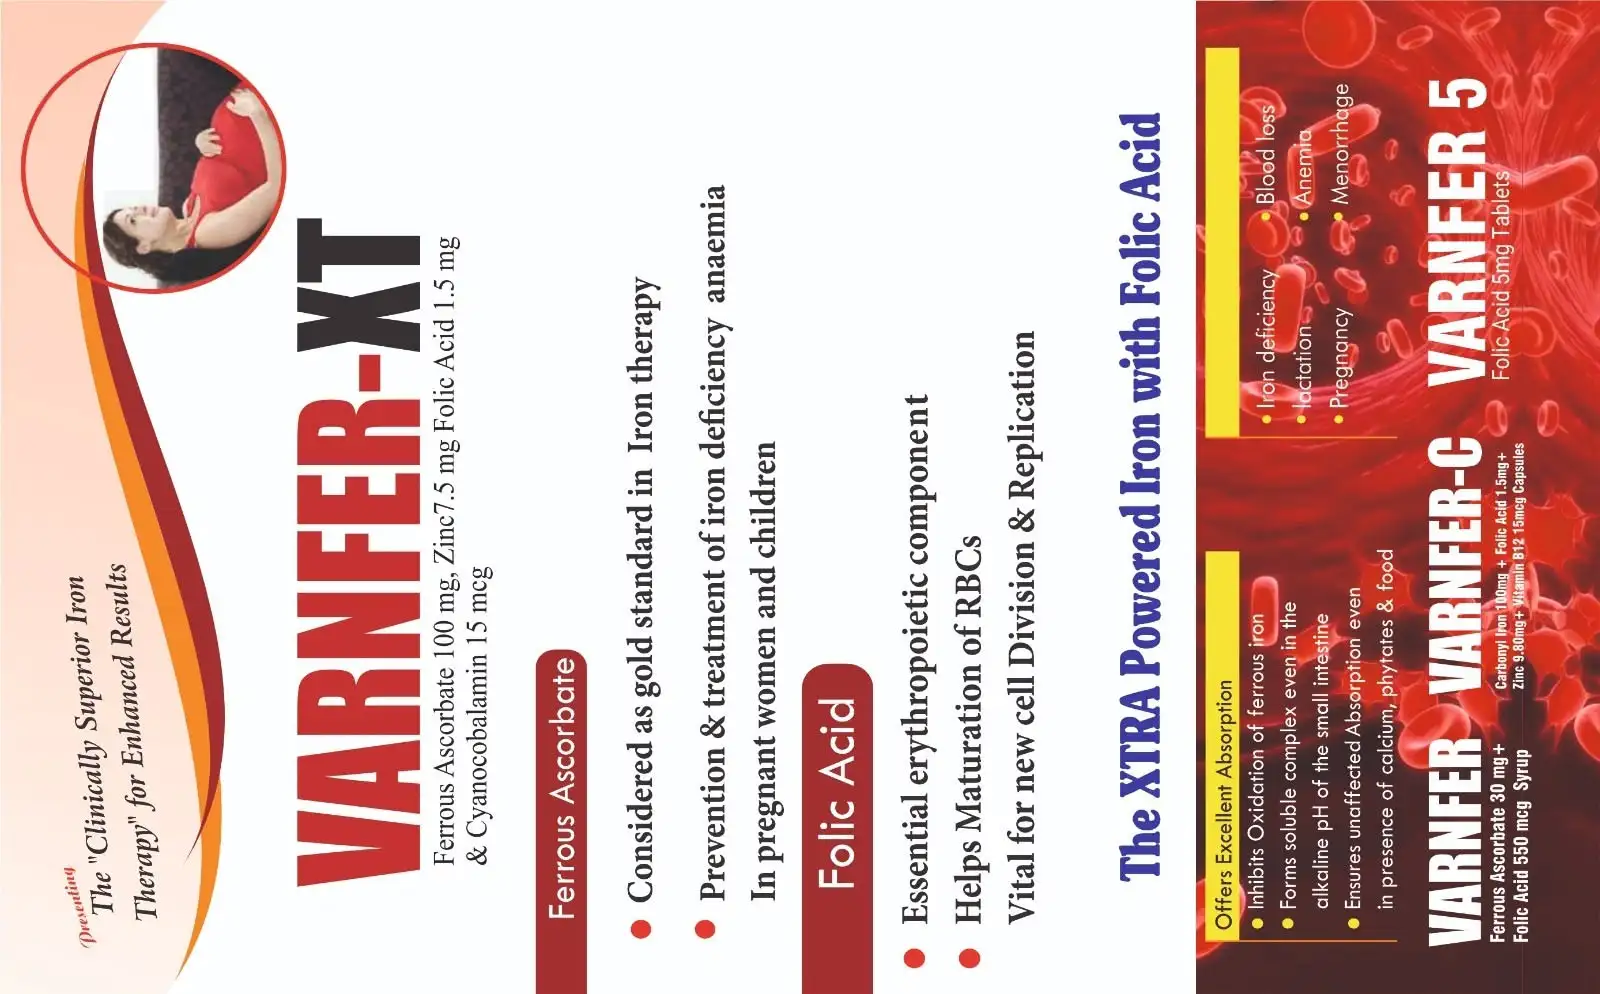 Presenting
The "Clinically Superior Iron
Therapy" for Enhanced Results
VARNFER-XT
Ferrous Ascorbate 100 mg, Zinc7.5 mg Folic Acid 1.5 mg
& Cyanocobalamin 15 mcg
Ferrous Ascorbate
Considered as gold standard in Iron therapy
Prevention & treatment of iron deficiency anaemia
In pregnant women and children
Folic Acid
Essential erythropoietic component
Helps Maturation of RBCs
Vital for new cell Division & Replication
The XTRA Powered Iron with Folic Acid
Offers Excellent Absorption
Inhibits Oxidation of ferrous iron
Forms soluble complex even in the
alkaline pH of the small intestine
Ensures unaffected Absorption even
in presence of calcium, phytates & food
Iron deficiency
Blood loss
lactation
Anemia
Pregnancy
Menorrhage
VARNFER
Ferrous Ascorbate 30 mg+
Folic Acid 550 mcg Syrup
VARNFER-C
Carbonyl Iron 100mg + Folic Acid 1.5mg+
Zinc 9.80mg+ Vitamin B12 15mcg Capsules
VARNFER 5
Folic Acid 5mg Tablets